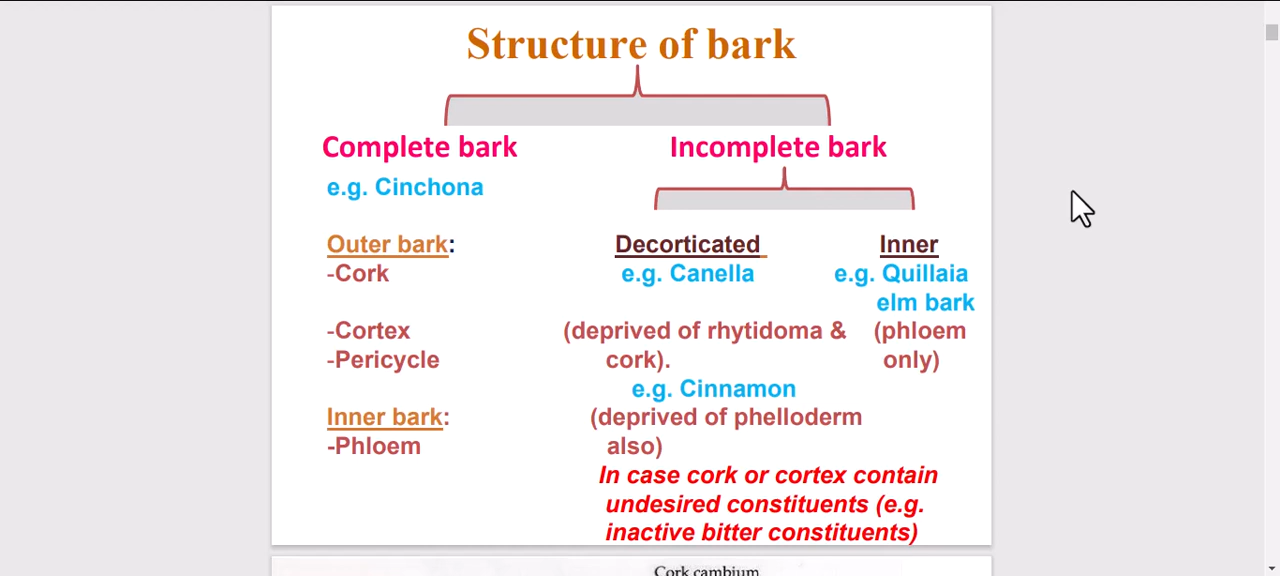 Structure of bark
Complete bark
e.g. Cinchona
Outer bark:
-Cork
-Cortex
-Pericycle
Inner bark:
-Phloem
Incomplete bark
Decorticated
e.g. Canella
(deprived of rhytidoma &
cork).
e.g. Cinnamon
(deprived of phelloderm
also)
Inner
e.g. Quillaia
elm bark
(phloem
only)
In case cork or cortex contain
undesired constituents (e.g.
inactive bitter constituents)
Cork cambium